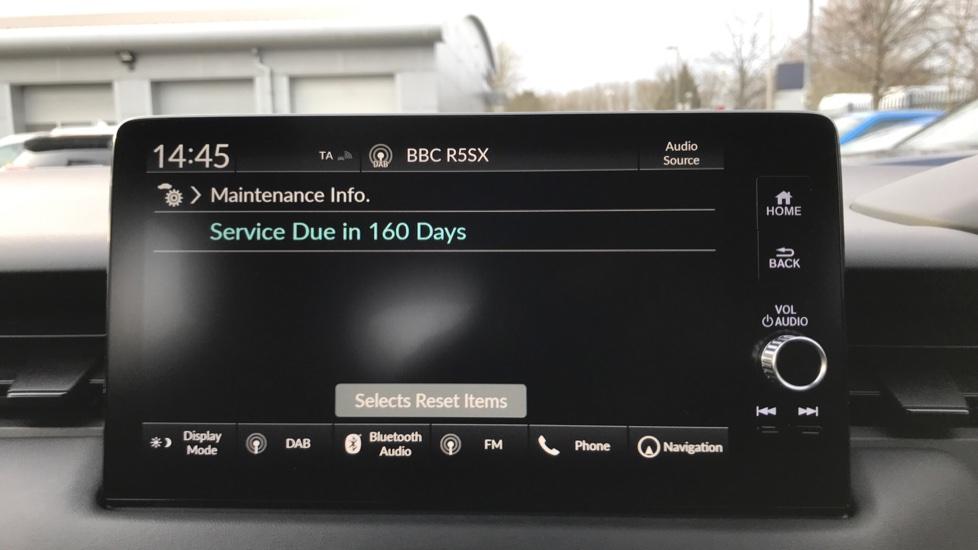 14:45
TA
DAB
BBC R5SX
Audio
Source
Maintenance Info.
Service Due in 160 Days
HOME
BACK
VOL
AUDIO
Selects Reset Items
Display
Mode
DAB
Bluetooth
Audio
FM
Phone
Navigation